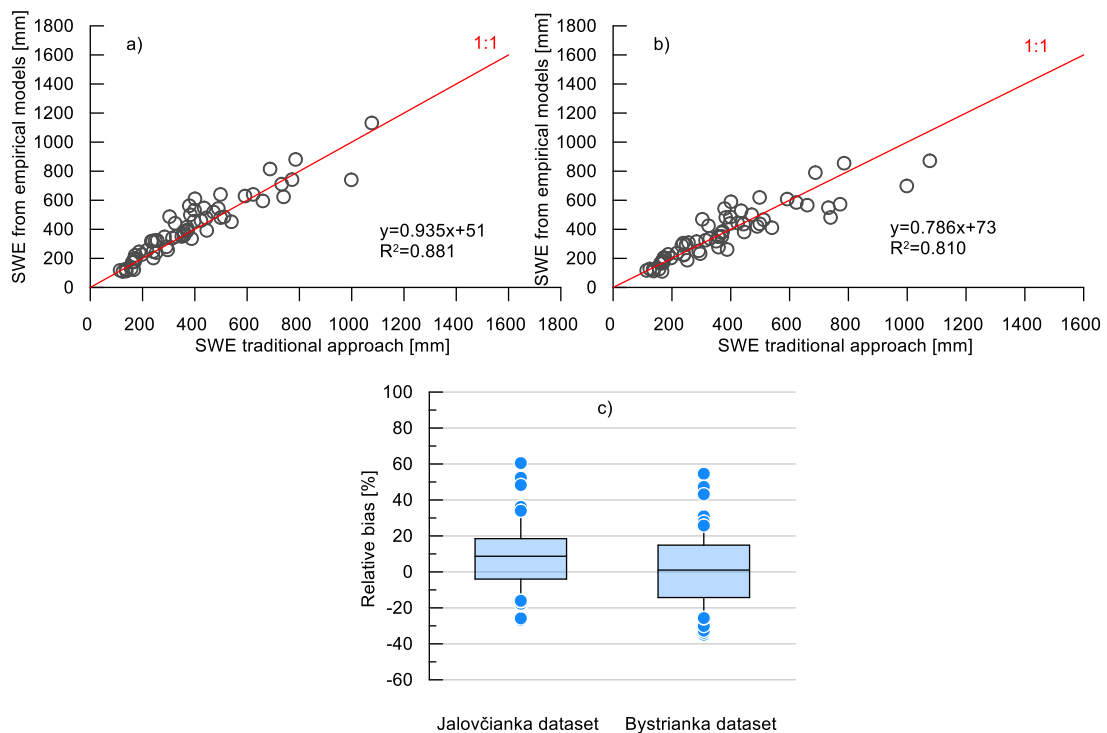 a)
1:1
SWE from empirical models [mm]
1800
1600
1400
1200
1000
800
600
400
200
0
y=0.935x+51
R²=0.881
0 200 400 600 800 1000 1200 1400 1600 1800
SWE traditional approach [mm]
b)
1:1
SWE from empirical models [mm]
1800
1600
1400
1200
1000
800
600
400
200
0
y=0.786x+73
R²=0.810
0 200 400 600 800 1000 1200 1400 1600
SWE traditional approach [mm]
c)
Relative bias [%]
100
80
60
40
20
0
-20
-40
-60
Jalovčianka dataset Bystrianka dataset